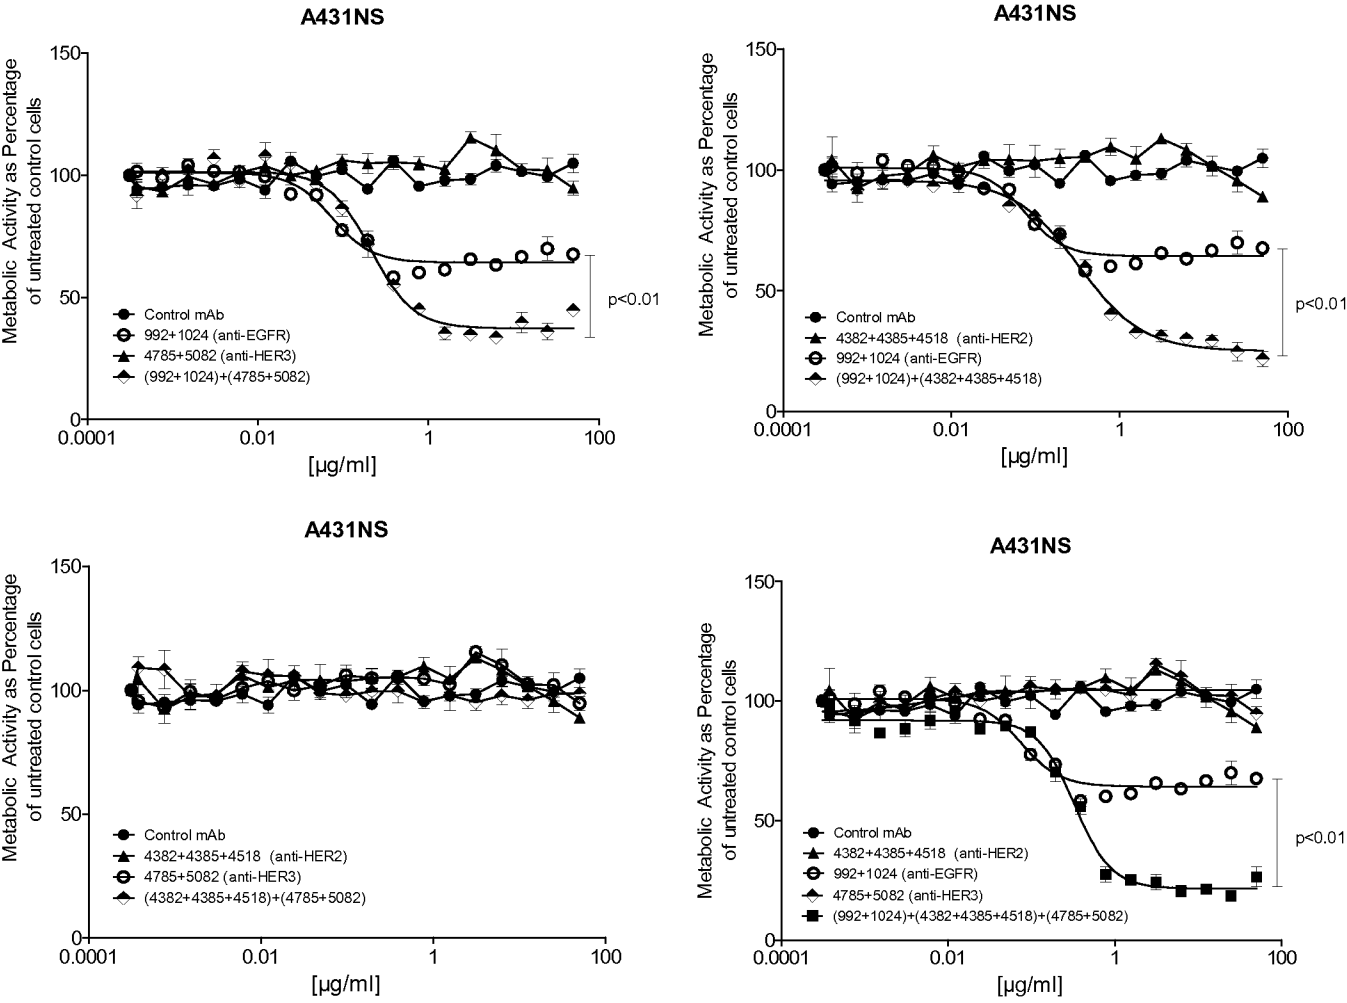 A431NS
Metabolic Activity as Percentage
of untreated control cells
150
100
50
0
Control mAb
992+1024 (anti-EGFR)
4785+5082 (anti-HER3)
(992+1024)+(4785+5082)
p<0.01
0.0001 0.01 1 100
[µg/ml]
A431NS
Metabolic Activity as Percentage
of untreated control cells
150
100
50
0
Control mAb
4382+4385+4518 (anti-HER2)
992+1024 (anti-EGFR)
(992+1024)+(4382+4385+4518)
p<0.01
0.0001 0.01 1 100
[µg/ml]
A431NS
Metabolic Activity as Percentage
of untreated control cells
150
100
50
0
Control mAb
4382+4385+4518 (anti-HER2)
4785+5082 (anti-HER3)
(4382+4385+4518)+(4785+5082)
0.0001 0.01 1 100
[µg/ml]
A431NS
Metabolic Activity as Percentage
of untreated control cells
150
100
50
0
Control mAb
4382+4385+4518 (anti-HER2)
992+1024 (anti-EGFR)
4785+5082 (anti-HER3)
(992+1024)+(4382+4385+4518)+(4785+5082)
p<0.01
0.0001 0.01 1 100
[µg/ml]